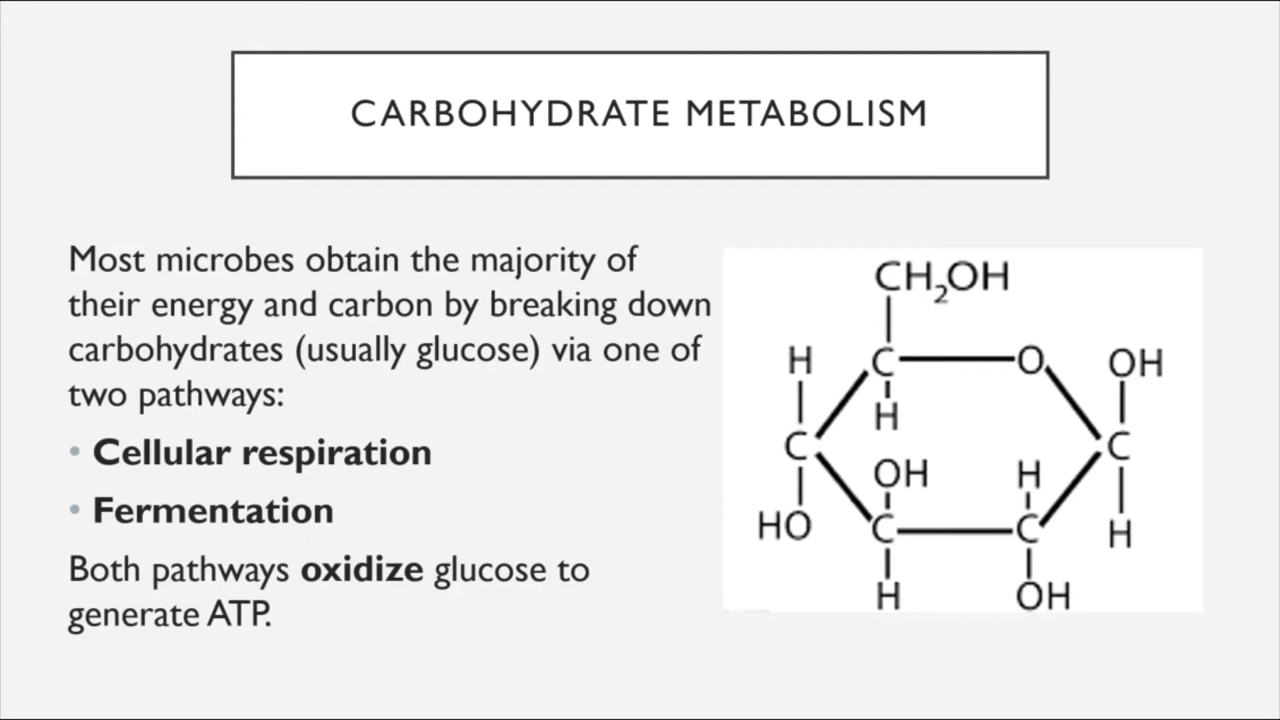 CARBOHYDRATE METABOLISM
Most microbes obtain the majority of
their energy and carbon by breaking down
carbohydrates (usually glucose) via one of
two pathways:
• Cellular respiration
• Fermentation
Both pathways oxidize glucose to
generate ATP.
CH₂OH
H C O OH
H
C C
OH H
HO C C H
H OH